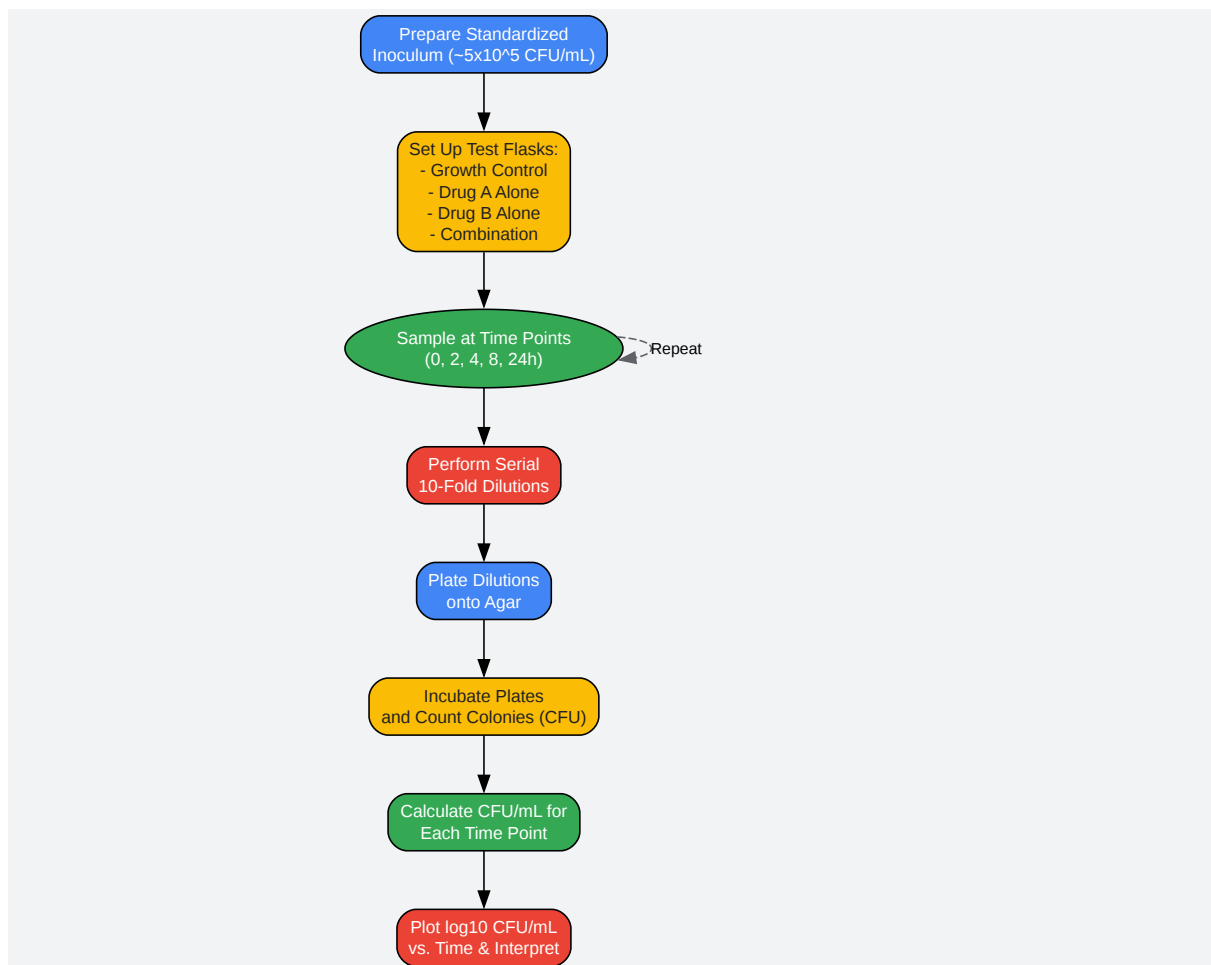 Prepare Standardized
Inoculum (~5x10^5 CFU/mL)
Set Up Test Flasks:
- Growth Control
- Drug A Alone
- Drug B Alone
- Combination
Sample at Time Points
(0, 2, 4, 8, 24h)
Repeat
Perform Serial
10-Fold Dilutions
Plate Dilutions
onto Agar
Incubate Plates
and Count Colonies (CFU)
Calculate CFU/mL for
Each Time Point
Plot log10 CFU/mL
vs. Time & Interpret